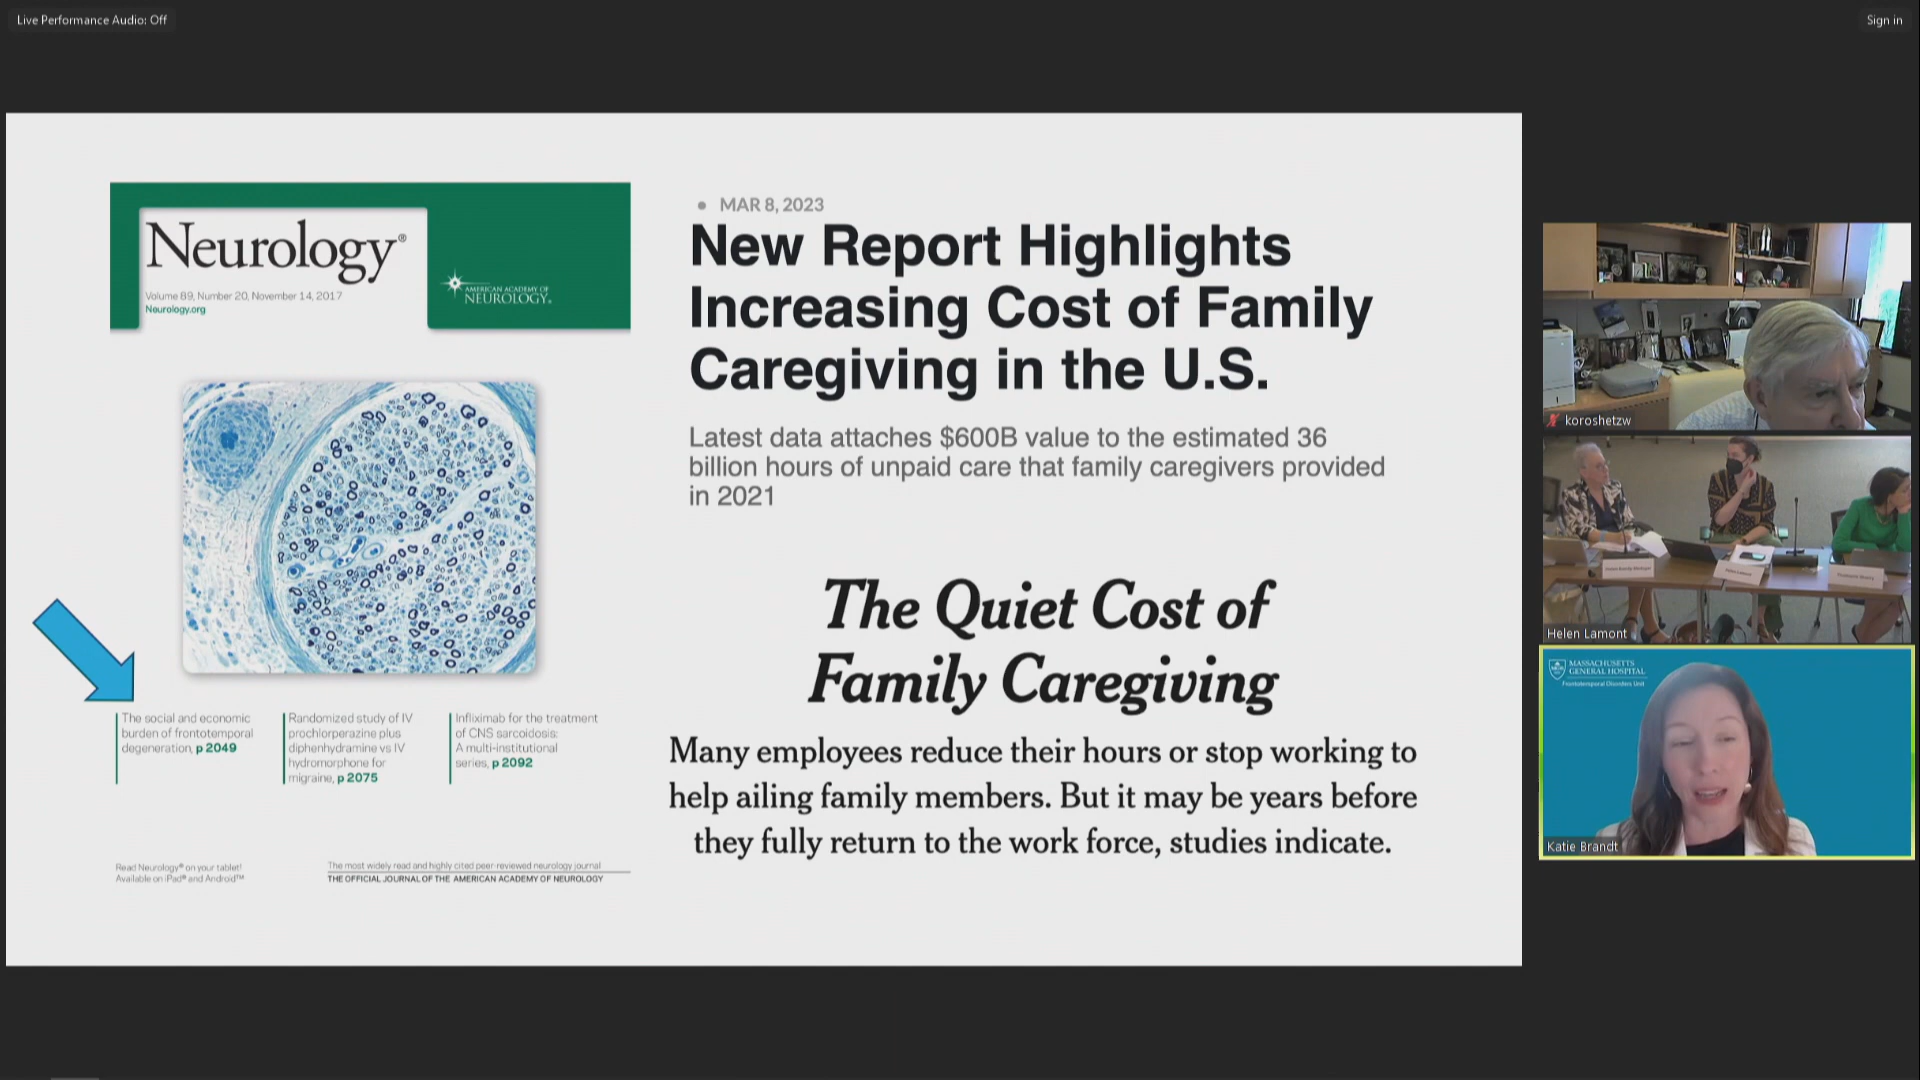 Live Performance Audio: Off
Sign in
Neurology®
Volume 89, Number 20, November 14, 2017
Neurology.org
AMERICAN ACADEMY OF
NEUROLOGY®
The social and economic
burden of frontotemporal
degeneration, p 2049
Randomized study of IV
prochlorperazine plus
diphenhydramine vs IV
hydromorphone for
migraine, p 2075
Infliximab for the treatment
of CNS sarcoidosis:
A multi-institutional
series, p 2092
Read Neurology® on your tablet!
Available on iPad® and Android™
The most widely read and highly cited peer-reviewed neurology journal
THE OFFICIAL JOURNAL OF THE AMERICAN ACADEMY OF NEUROLOGY
• MAR 8, 2023
New Report Highlights
Increasing Cost of Family
Caregiving in the U.S.
Latest data attaches $600B value to the estimated 36
billion hours of unpaid care that family caregivers provided
in 2021
The Quiet Cost of
Family Caregiving
Many employees reduce their hours or stop working to
help ailing family members. But it may be years before
they fully return to the work force, studies indicate.
koroshetzw
Helen Lamont
MASSACHUSETTS
GENERAL HOSPITAL
Frontotemporal Disorders Unit
Katie Brandt